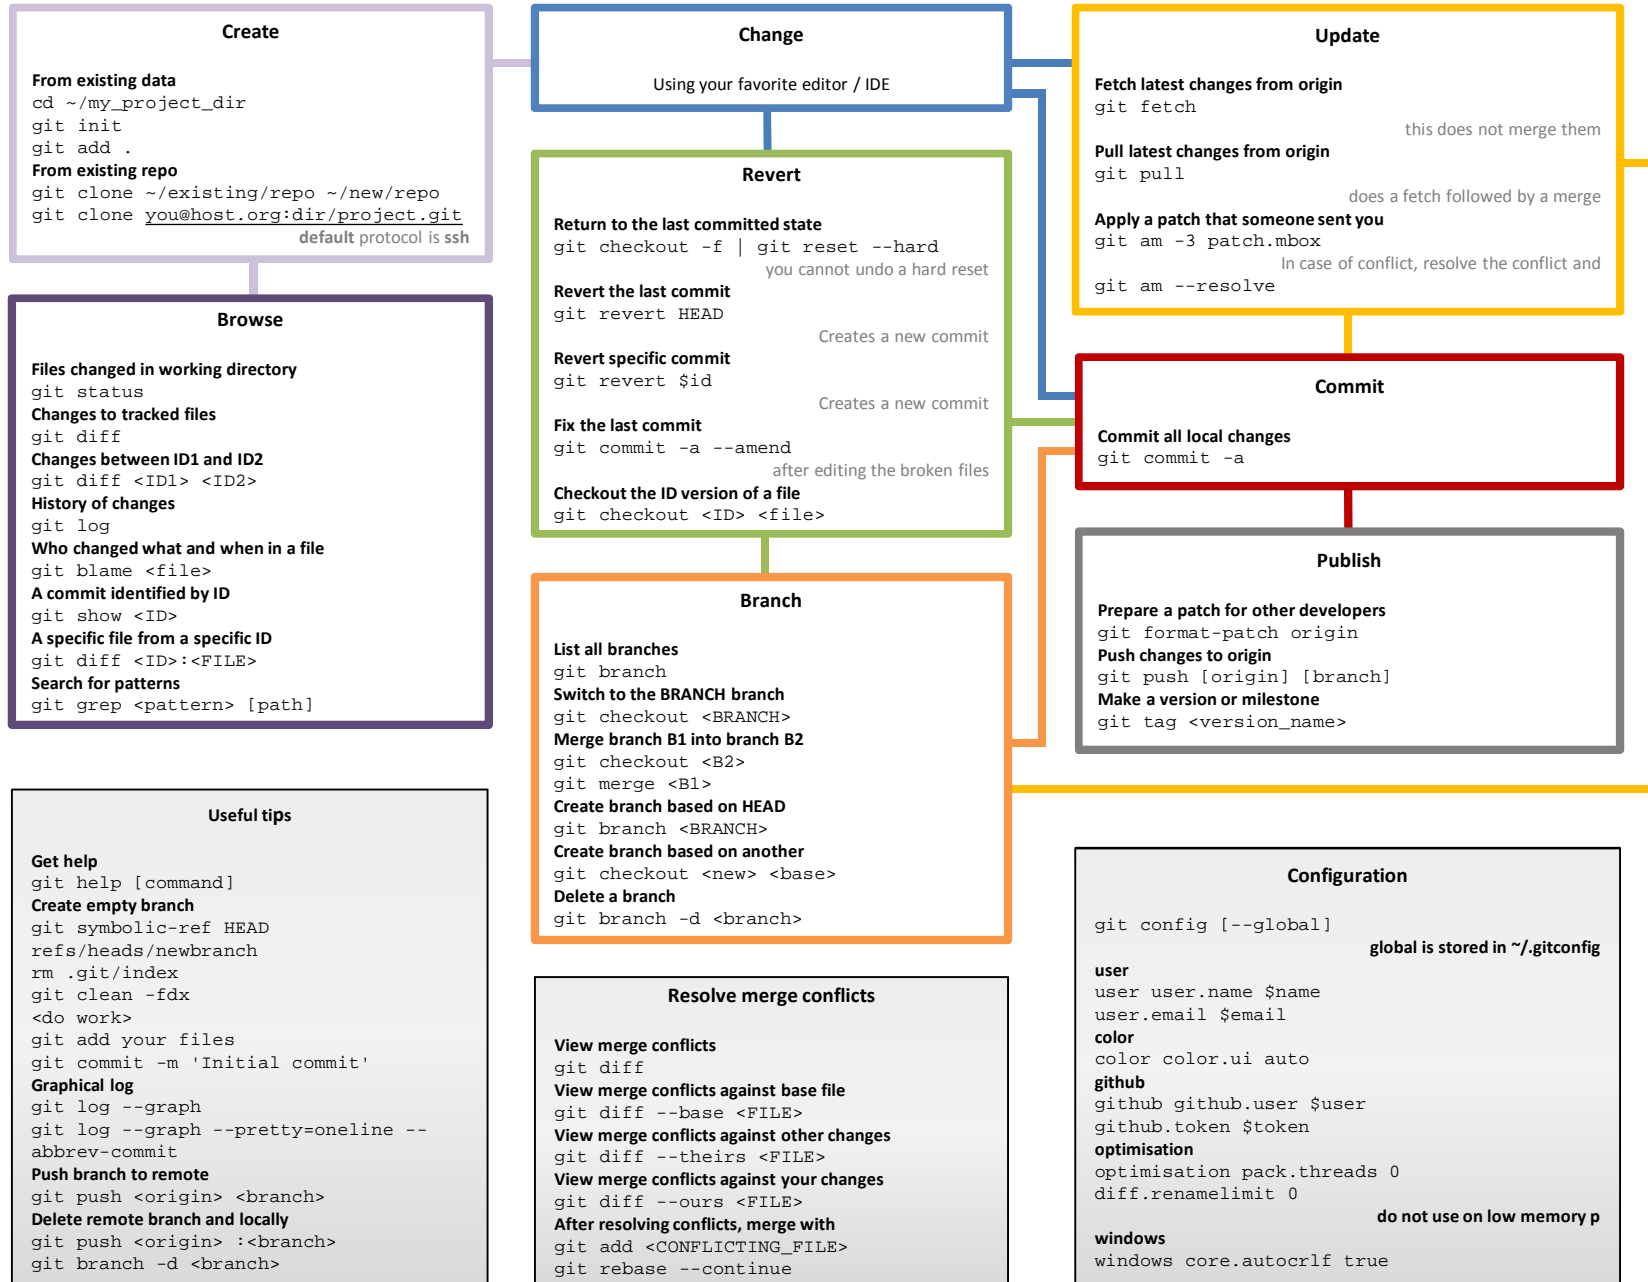 Create
From existing data
cd ~/my_project_dir
git init
git add .
From existing repo
git clone ~/existing/repo ~/new/repo
git clone you@host.org:dir/project.git
default protocol is ssh
Browse
Files changed in working directory
git status
Changes to tracked files
git diff
Changes between ID1 and ID2
git diff <ID1> <ID2>
History of changes
git log
Who changed what and when in a file
git blame <file>
A commit identified by ID
git show <ID>
A specific file from a specific ID
git diff <ID>:<FILE>
Search for patterns
git grep <pattern> [path]
Useful tips
Get help
git help [command]
Create empty branch
git symbolic-ref HEAD
refs/heads/newbranch
rm .git/index
git clean -fdx
<do work>
git add your files
git commit -m 'Initial commit'
Graphical log
git log --graph
git log --graph --pretty=oneline --
abbrev-commit
Push branch to remote
git push <origin> <branch>
Delete remote branch and locally
git push <origin> :<branch>
git branch -d <branch>
Change
Using your favorite editor / IDE
Revert
Return to the last committed state
git checkout -f | git reset --hard
you cannot undo a hard reset
Revert the last commit
git revert HEAD
Creates a new commit
Revert specific commit
git revert $id
Creates a new commit
Fix the last commit
git commit -a --amend
after editing the broken files
Checkout the ID version of a file
git checkout <ID> <file>
Branch
List all branches
git branch
Switch to the BRANCH branch
git checkout <BRANCH>
Merge branch B1 into branch B2
git checkout <B2>
git merge <B1>
Create branch based on HEAD
git branch <BRANCH>
Create branch based on another
git checkout <new> <base>
Delete a branch
git branch -d <branch>
Resolve merge conflicts
View merge conflicts
git diff
View merge conflicts against base file
git diff --base <FILE>
View merge conflicts against other changes
git diff --theirs <FILE>
View merge conflicts against your changes
git diff --ours <FILE>
After resolving conflicts, merge with
git add <CONFLICTING_FILE>
git rebase --continue
Update
Fetch latest changes from origin
git fetch
this does not merge them
Pull latest changes from origin
git pull
does a fetch followed by a merge
Apply a patch that someone sent you
git am -3 patch.mbox
In case of conflict, resolve the conflict and
git am --resolve
Commit
Commit all local changes
git commit -a
Publish
Prepare a patch for other developers
git format-patch origin
Push changes to origin
git push [origin] [branch]
Make a version or milestone
git tag <version_name>
Configuration
git config [--global]
global is stored in ~/.gitconfig
user
user user.name $name
user.email $email
color
color color.ui auto
github
github github.user $user
github.token $token
optimisation
optimisation pack.threads 0
diff.renamelimit 0
do not use on low memory p
windows
windows core.autocrlf true